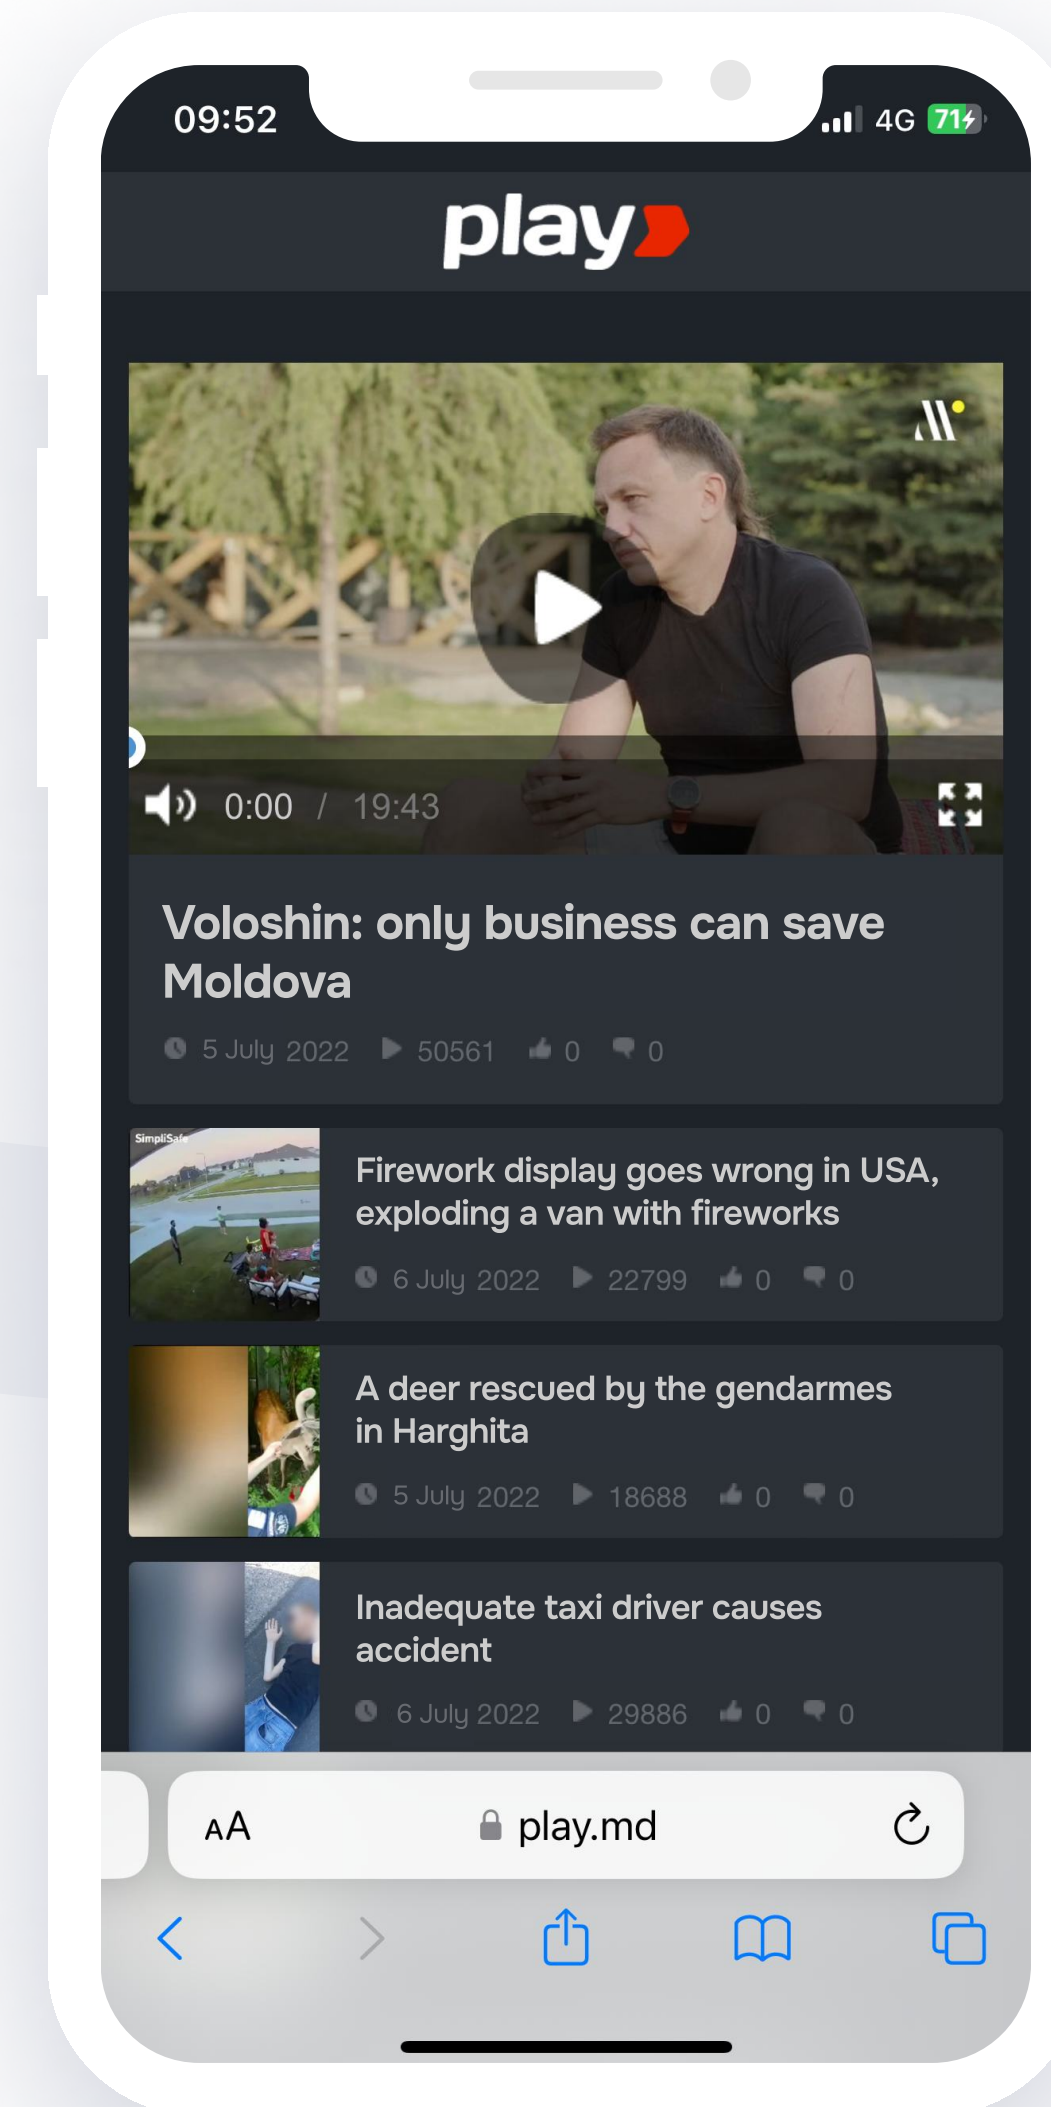 09:52
4G 71
play
0:00 / 19:43
Voloshin: only business can save
Moldova
5 July 2022 50561 0 0
SimpliSafe
Firework display goes wrong in USA,
exploding a van with fireworks
6 July 2022 22799 0 0
A deer rescued by the gendarmes
in Harghita
5 July 2022 18688 0 0
Inadequate taxi driver causes
accident
6 July 2022 29886 0 0
AA play.md